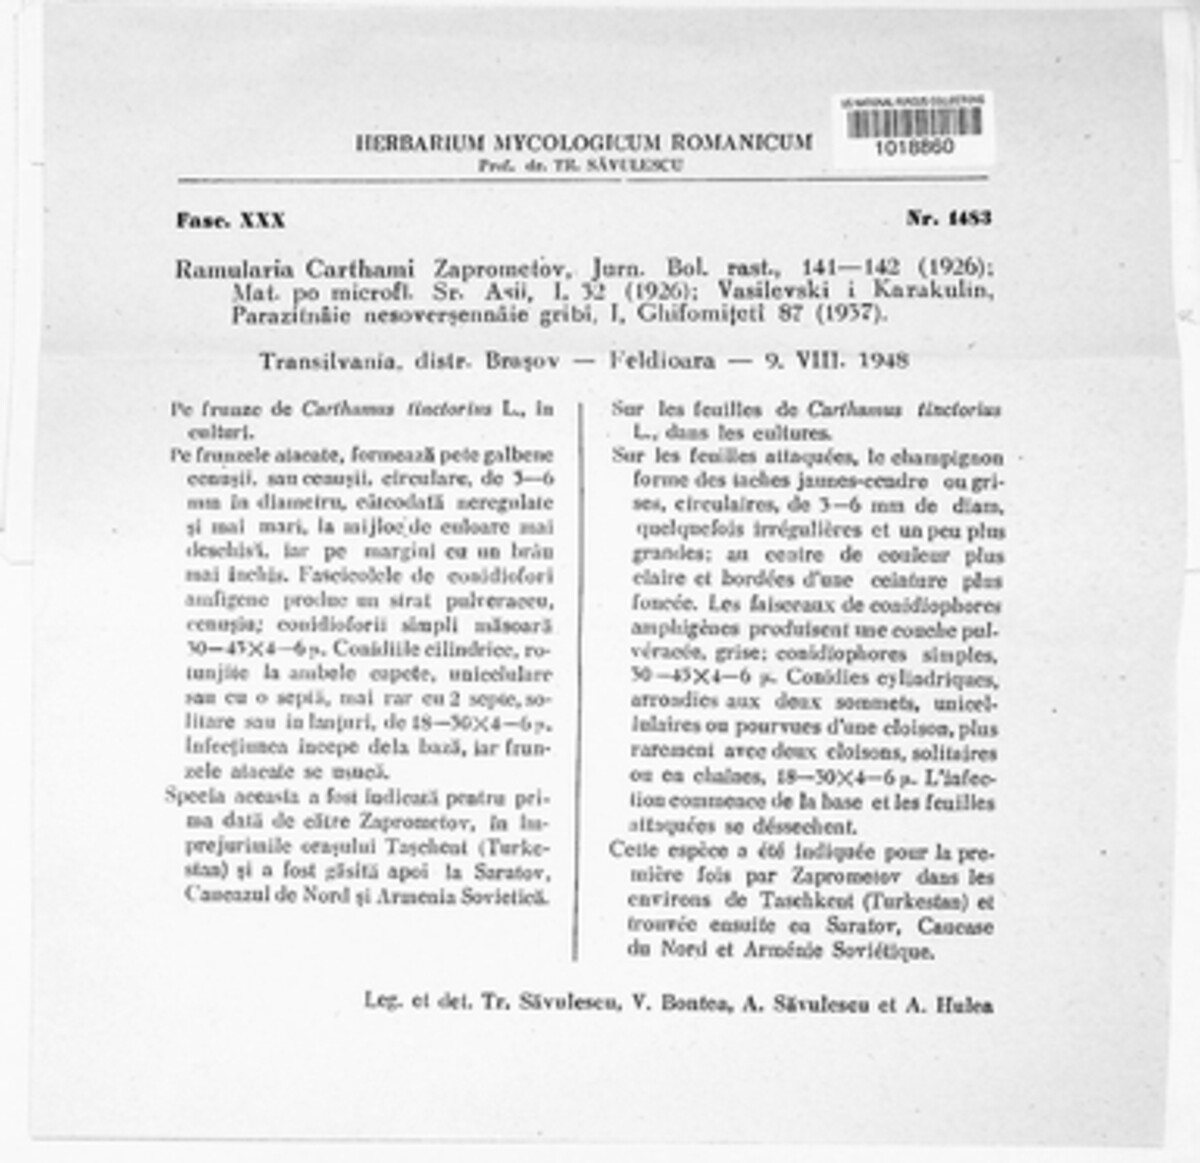 US NATIONAL FUNGUS COLLECTIONS
1018860
HERBARIUM MYCOLOGICUM ROMANICUM
Prof. dr. TR. SĂVULESCU
Fasc. XXX
Nr. 1483
Ramularia Carthami Zaprometov, Jurn. Bol. rast., 141—142 (1926);
Mat. po microfl. Sr. Asii, I, 32 (1926); Vasilevski i Karakulin,
Parazitnâie nesoverşennâie gribi, I, Ghifomiţetî 87 (1937).
Transilvania, distr. Braşov — Feldioara — 9. VIII. 1948
Pe frunze de Carthamus tinctorius L., în
culturi.
Pe frunzele atacate, formează pete galbene
cenuşii, sau cenuşii, circulare, de 3—6
mm în diametru, câteodată neregulate
şi mai mari, la mijloc de culoare mai
deschisă, iar pe margini cu un brâu
mai închis. Fascicolele de conidiofori
amfigene produc un strat pulveraceu,
cenuşiu; conidioforii simpli măsoară
30—45×4—6 µ. Conidiile cilindrice, ro-
tunjite la ambele capete, unicelulare
sau cu o septă, mai rar cu 2 septe, so-
litare sau în lanţuri, de 18—30×4—6 µ.
Infecţiunea începe dela bază, iar frun-
zele atacate se usucă.
Specia aceasta a fost indicată pentru pri-
ma dată de către Zaprometov, în îm-
prejurimile oraşului Taşchent (Turke-
stan) şi a fost găsită apoi la Saratov,
Caucazul de Nord şi Armenia Sovietică.
Sur les feuilles de Carthamus tinctorius
L., dans les cultures.
Sur les feuilles attaquées, le champignon
forme des taches jaunes-cendre ou gri-
ses, circulaires, de 3—6 mm de diam,
quelquefois irrégulières et un peu plus
grandes; au centre de couleur plus
claire et bordées d'une ceinture plus
foncée. Les faisceaux de conidiophores
amphigènes produisent une couche pul-
véracée, grise; conidiophores simples,
30—45×4—6 µ. Conidies cylindriques,
arrondies aux deux sommets, unicel-
lulaires ou pourvues d'une cloison, plus
rarement avec deux cloisons, solitaires
ou en chaînes, 18—30×4—6 µ. L'infec-
tion commence de la base et les feuilles
attaquées se déssechent.
Cette espèce a été indiquée pour la pre-
mière fois par Zaprometov dans les
environs de Taschkent (Turkestan) et
trouvée ensuite en Saratov, Caucase
du Nord et Arménie Soviétique.
Leg. et det. Tr. Săvulescu, V. Bontea, A. Săvulescu et A. Hulea